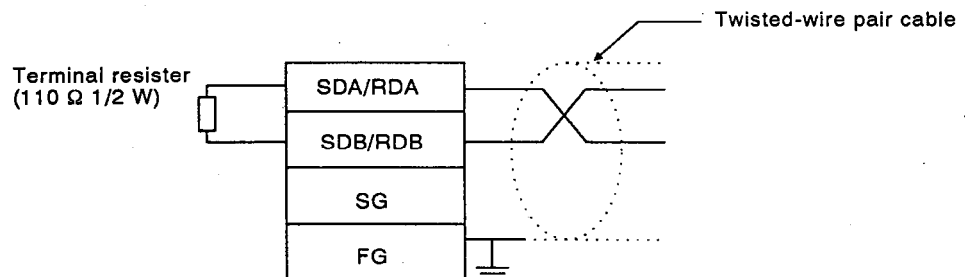 Twisted-wire pair cable
Terminal resister
(110 Ω 1/2 W)
SDA/RDA
SDB/RDB
SG
FG